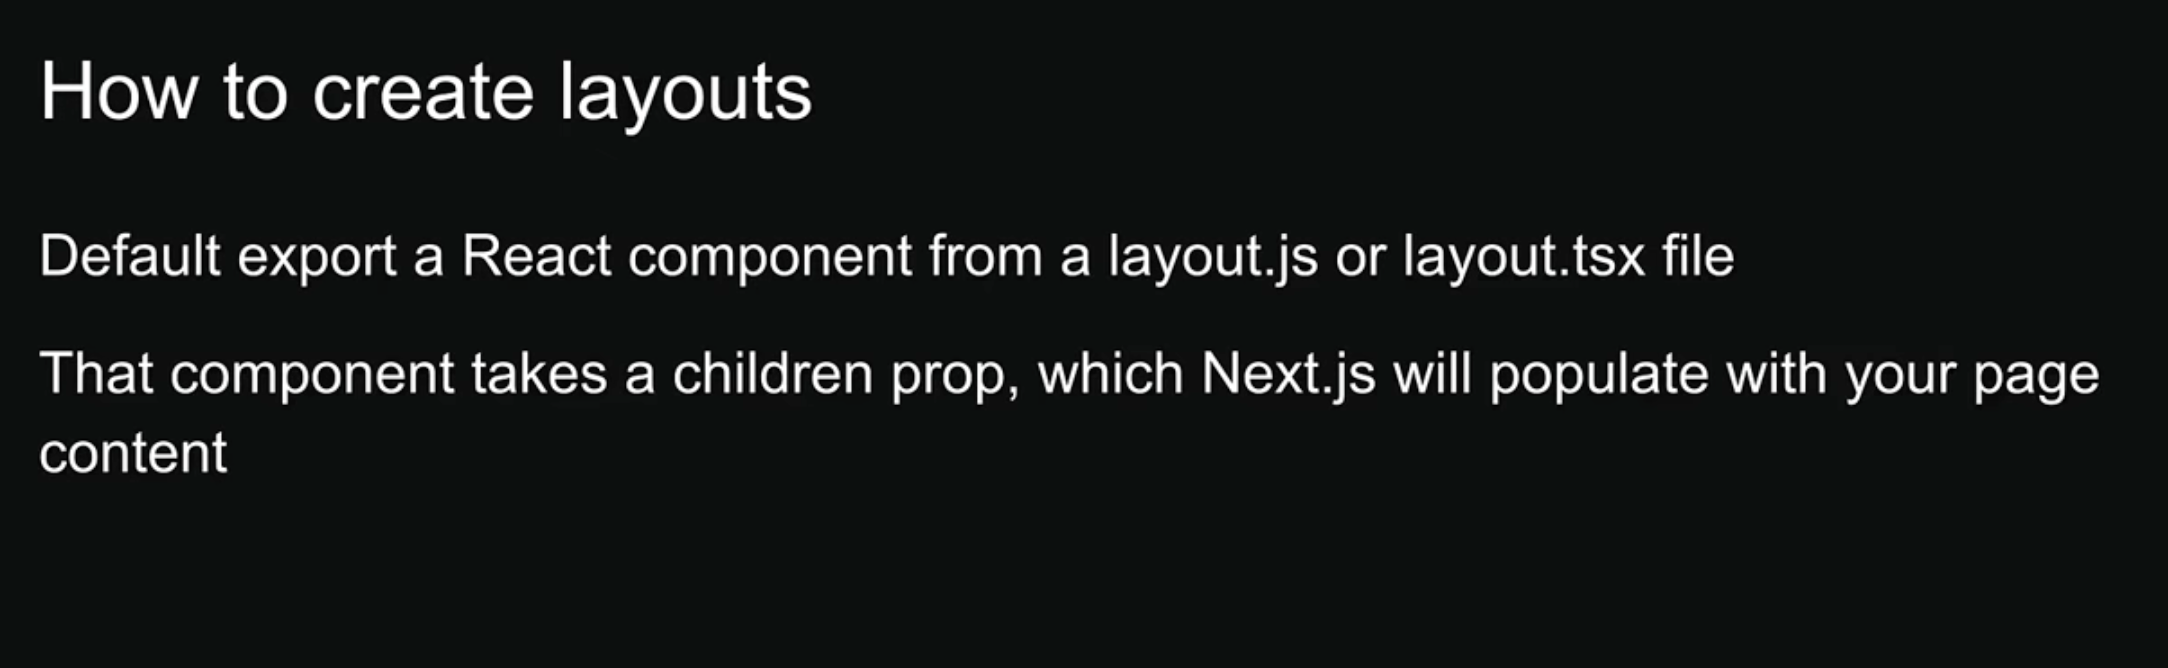 How to create layouts
Default export a React component from a layout.js or layout.tsx file
That component takes a children prop, which Next.js will populate with your page
content